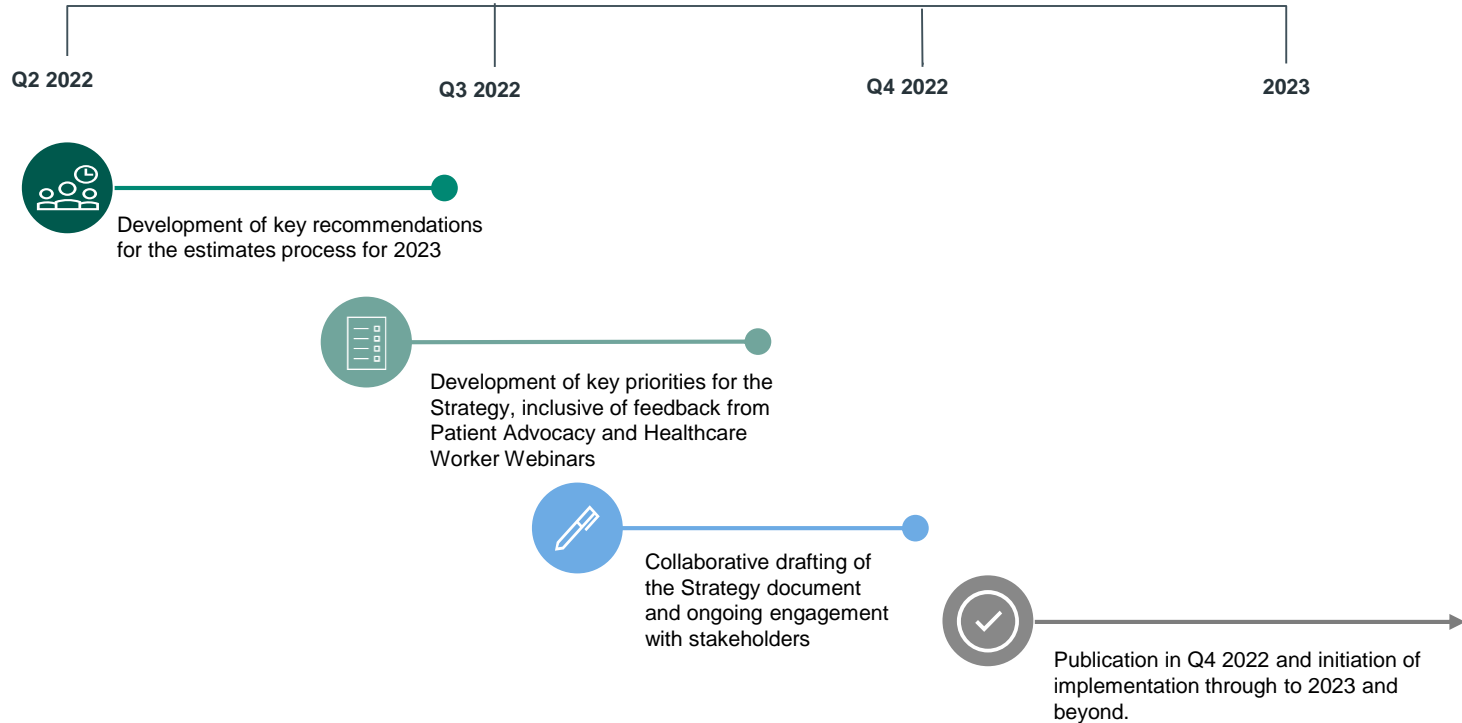 Q2 2022
Q3 2022
Q4 2022
2023
Development of key recommendations
for the estimates process for 2023
Development of key priorities for the
Strategy, inclusive of feedback from
Patient Advocacy and Healthcare
Worker Webinars
Collaborative drafting of
the Strategy document
and ongoing engagement
with stakeholders
Publication in Q4 2022 and initiation of
implementation through to 2023 and
beyond.